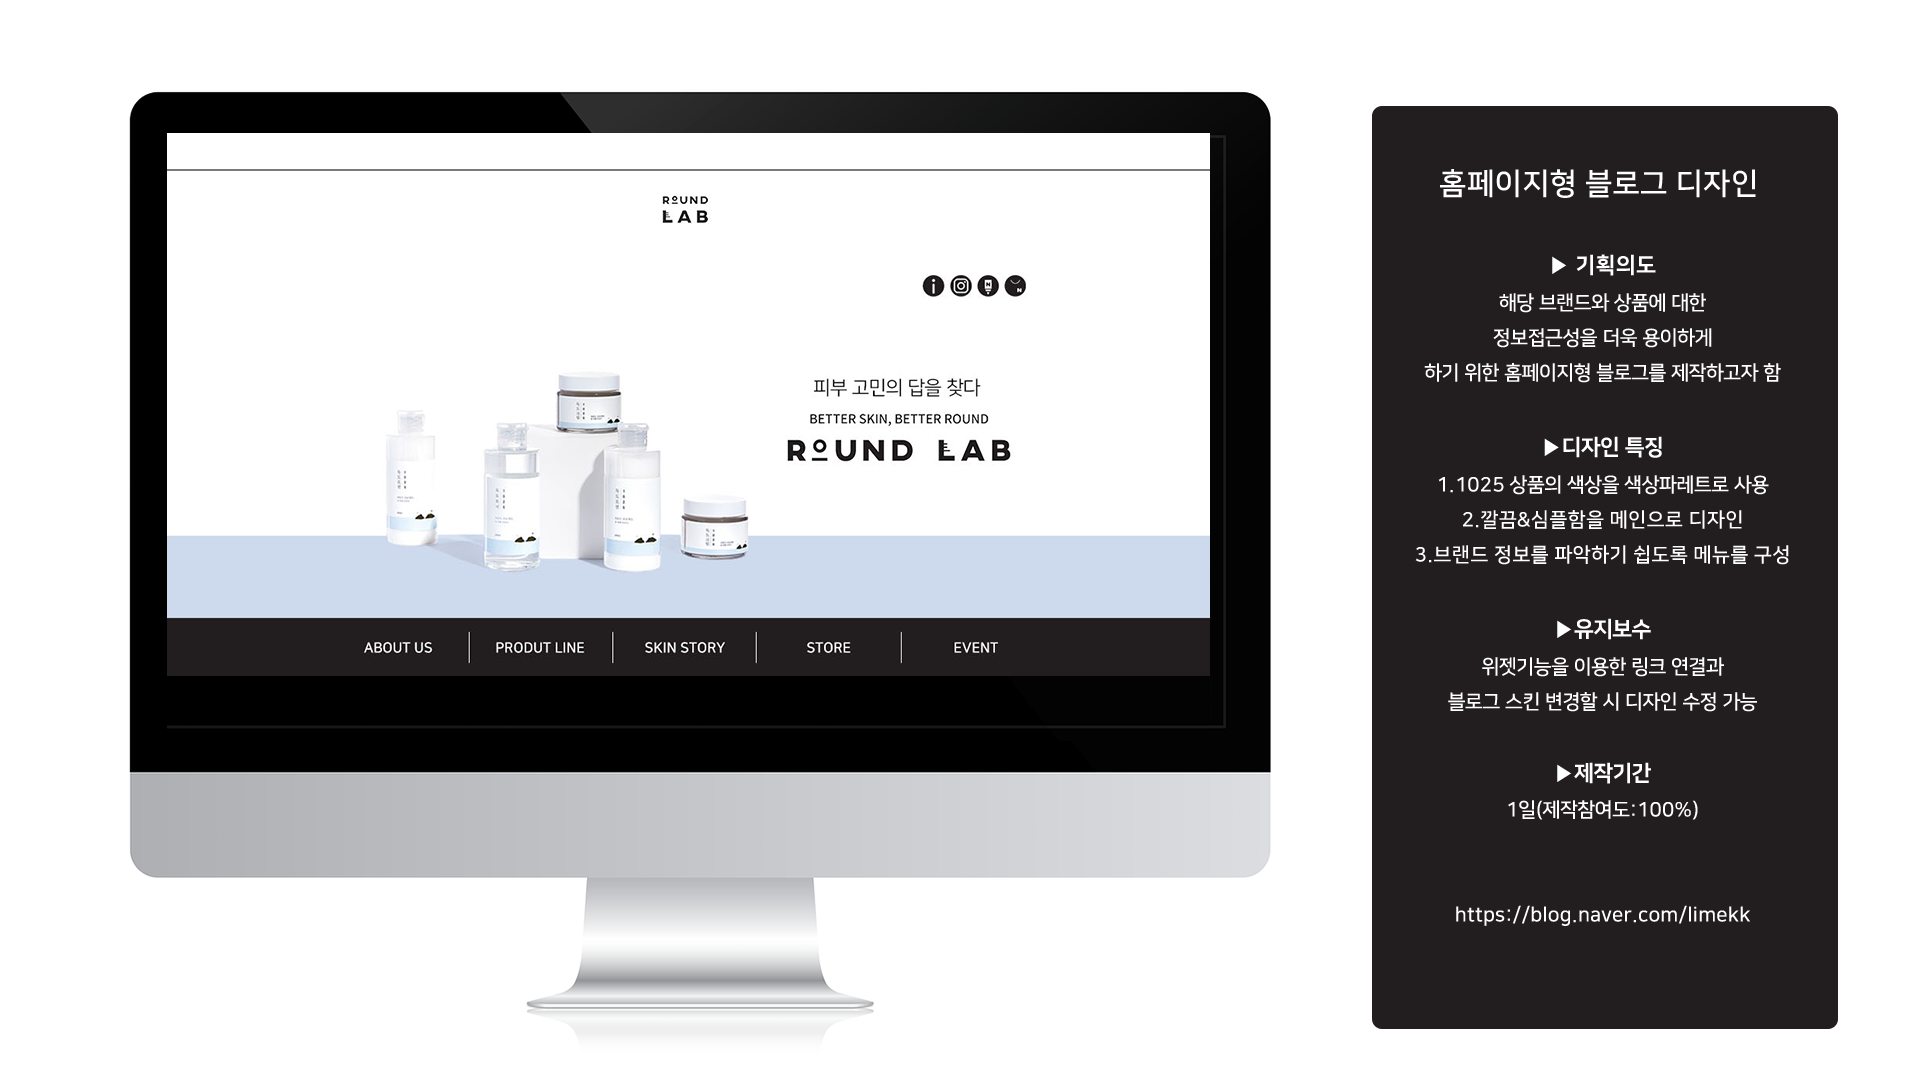 ROUND
LAB
피부 고민의 답을 찾다
BETTER SKIN, BETTER ROUND
ROUND LAB
ABOUT US
PRODUT LINE
SKIN STORY
STORE
EVENT
홈페이지형 블로그 디자인
▶ 기획의도
해당 브랜드와 상품에 대한
정보접근성을 더욱 용이하게
하기 위한 홈페이지형 블로그를 제작하고자 함
▶디자인 특징
1.1025 상품의 색상을 색상파레트로 사용
2.깔끔&심플함을 메인으로 디자인
3.브랜드 정보를 파악하기 쉽도록 메뉴를 구성
▶유지보수
위젯기능을 이용한 링크 연결과
블로그 스킨 변경할 시 디자인 수정 가능
▶제작기간
1일(제작참여도:100%)
https://blog.naver.com/limekk